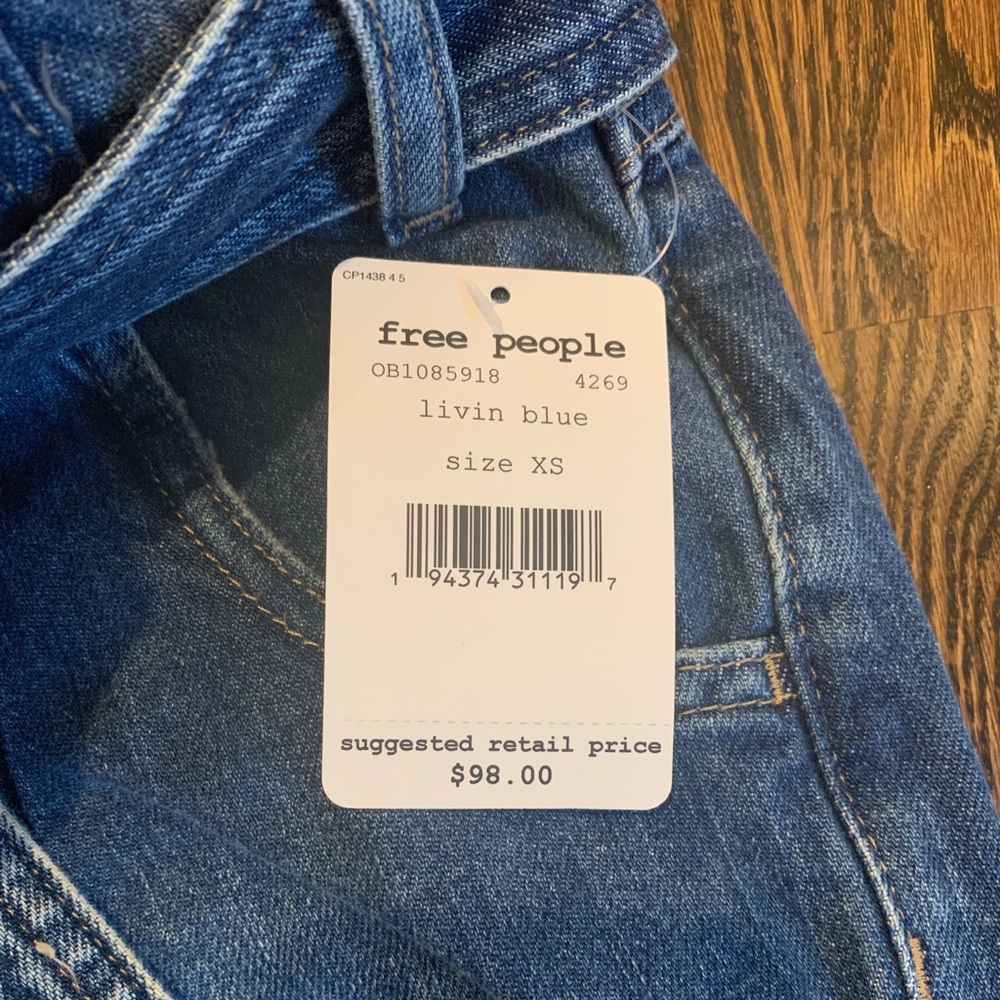 CP1438 4 5
free people
OB1085918 4269
livin blue
size XS
1 94374 31119 7
suggested retail price
$98.00